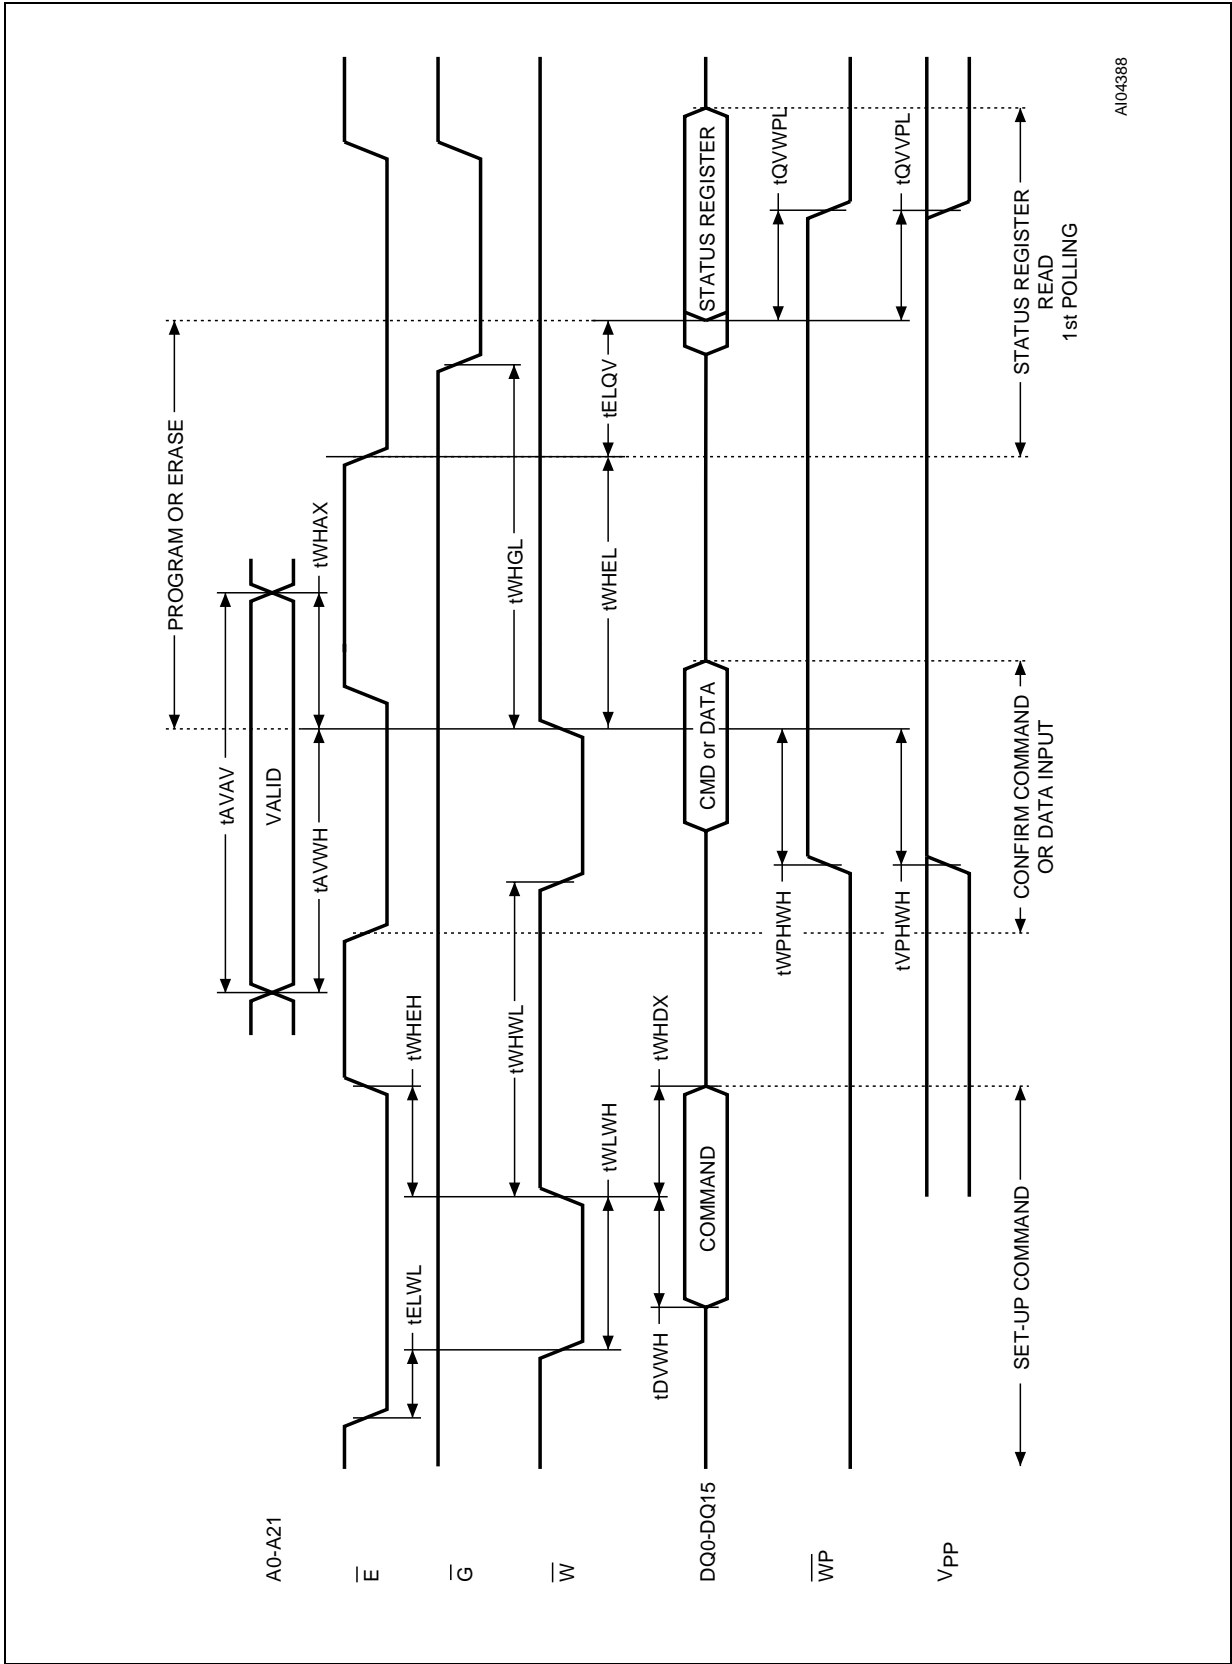 PROGRAM OR ERASE
tAVAV
A0-A21
VALID
tAVWH
tWHAX
E
tELWL
tWHEH
G
tWHWL
tWHGL
W
tWLWH
tWHEL
tELQV
tDVWH
tWHDX
DQ0-DQ15
COMMAND
CMD or DATA
STATUS REGISTER
tWPHWH
tQVWPL
WP
tVPHWH
tQVVPL
VPP
SET-UP COMMAND
CONFIRM COMMAND
OR DATA INPUT
STATUS REGISTER
READ
1st POLLING
AI04388